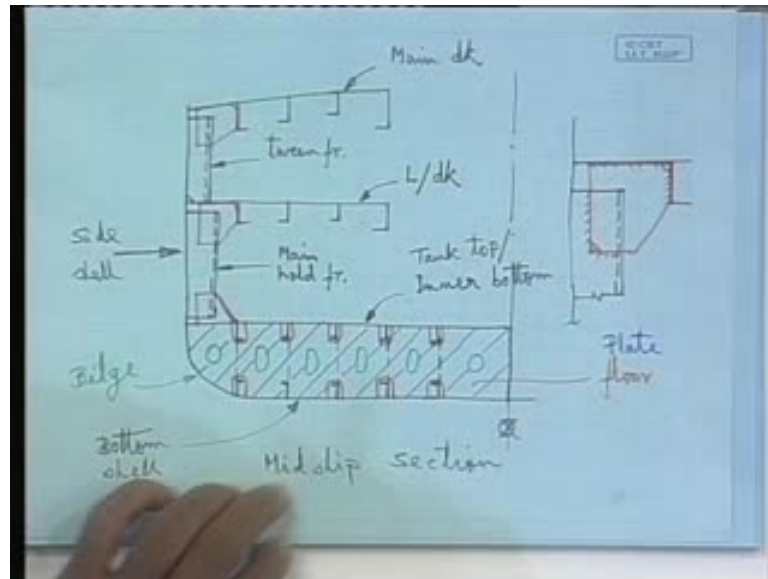 Main dk
tween fr.
L/dk
Side
shell
Main
hold fr.
Tank top/
Inner bottom
Plate
floor
Bilge
Bottom
shell
Midship section